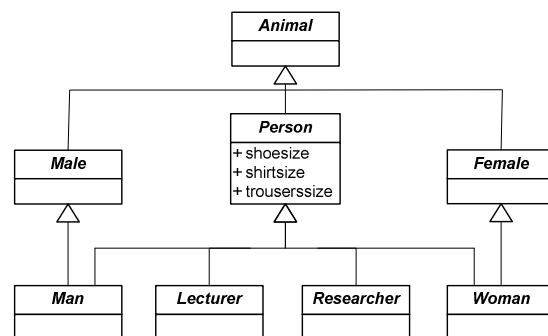 Animal
Person
+ shoesize
+ shirtsize
+ trouserssize
Male
Female
Man
Lecturer
Researcher
Woman